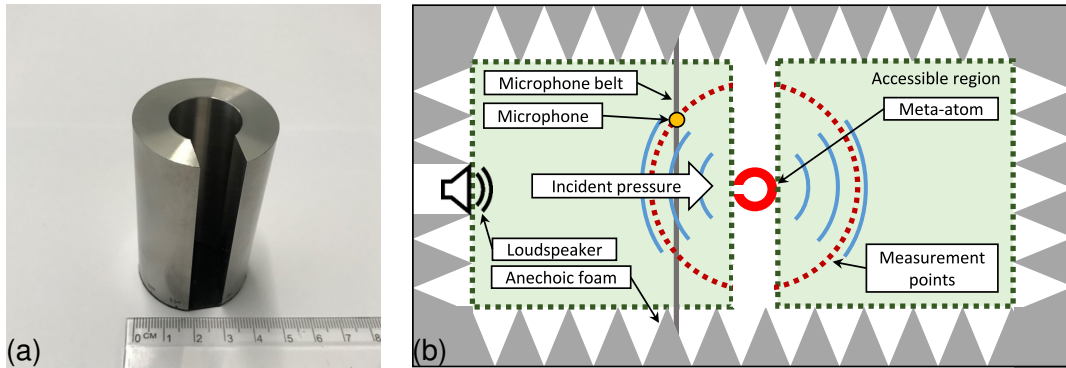 0 CM 1 2 3 4 5 6 7 8
(a)
Accessible region
Microphone belt
Meta-atom
Microphone
Incident pressure
Loudspeaker
Measurement
points
Anechoic foam
(b)